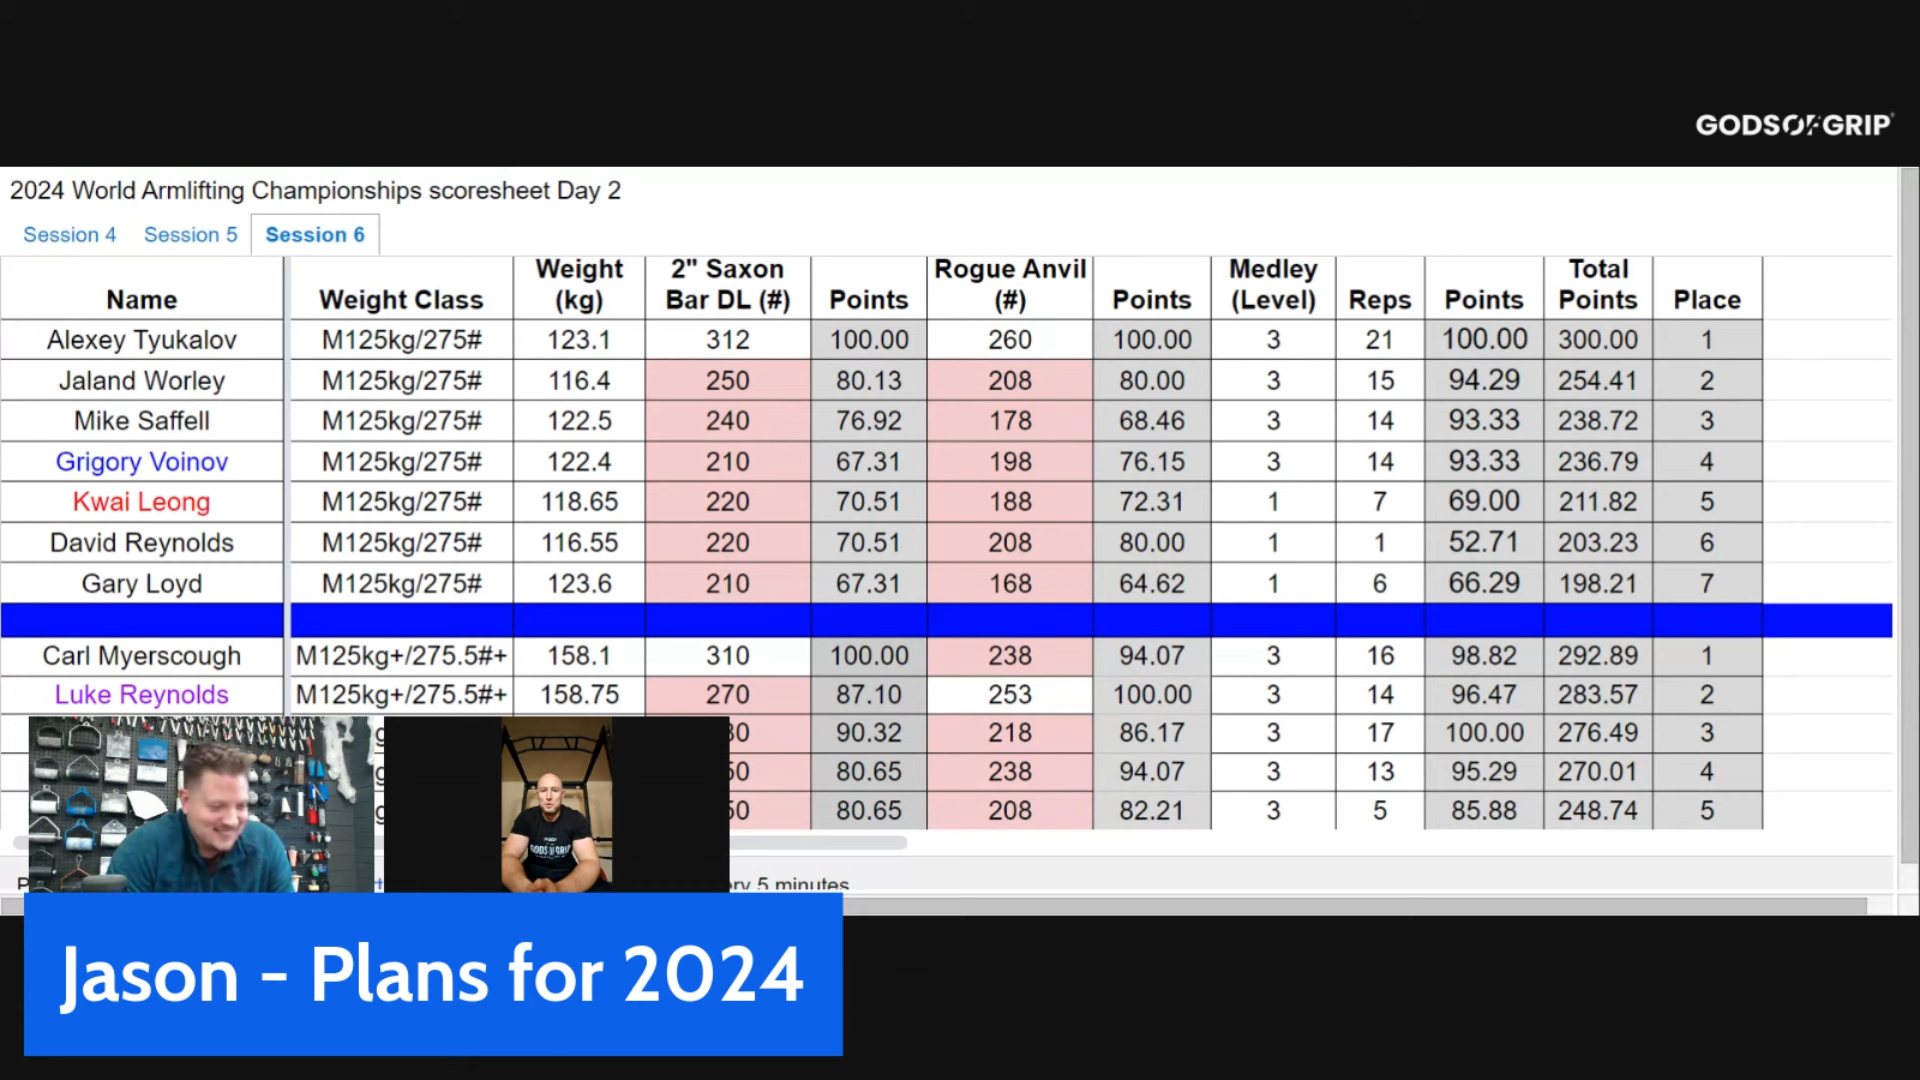 GODSOFGRIP
2024 World Armlifting Championships scoresheet Day 2
Session 4 Session 5 Session 6
Name Weight Class Weight (kg) 2" Saxon Bar DL (#) Points Rogue Anvil (#) Points Medley (Level) Reps Points Total Points Place
Alexey Tyukalov M125kg/275# 123.1 312 100.00 260 100.00 3 21 100.00 300.00 1
Jaland Worley M125kg/275# 116.4 250 80.13 208 80.00 3 15 94.29 254.41 2
Mike Saffell M125kg/275# 122.5 240 76.92 178 68.46 3 14 93.33 238.72 3
Grigory Voinov M125kg/275# 122.4 210 67.31 198 76.15 3 14 93.33 236.79 4
Kwai Leong M125kg/275# 118.65 220 70.51 188 72.31 1 7 69.00 211.82 5
David Reynolds M125kg/275# 116.55 220 70.51 208 80.00 1 1 52.71 203.23 6
Gary Loyd M125kg/275# 123.6 210 67.31 168 64.62 1 6 66.29 198.21 7
Carl Myerscough M125kg+/275.5#+ 158.1 310 100.00 238 94.07 3 16 98.82 292.89 1
Luke Reynolds M125kg+/275.5#+ 158.75 270 87.10 253 100.00 3 14 96.47 283.57 2
90.32 218 86.17 3 17 100.00 276.49 3
80.65 238 94.07 3 13 95.29 270.01 4
80.65 208 82.21 3 5 85.88 248.74 5
GODS OF GRIP
5 minutes
Jason - Plans for 2024